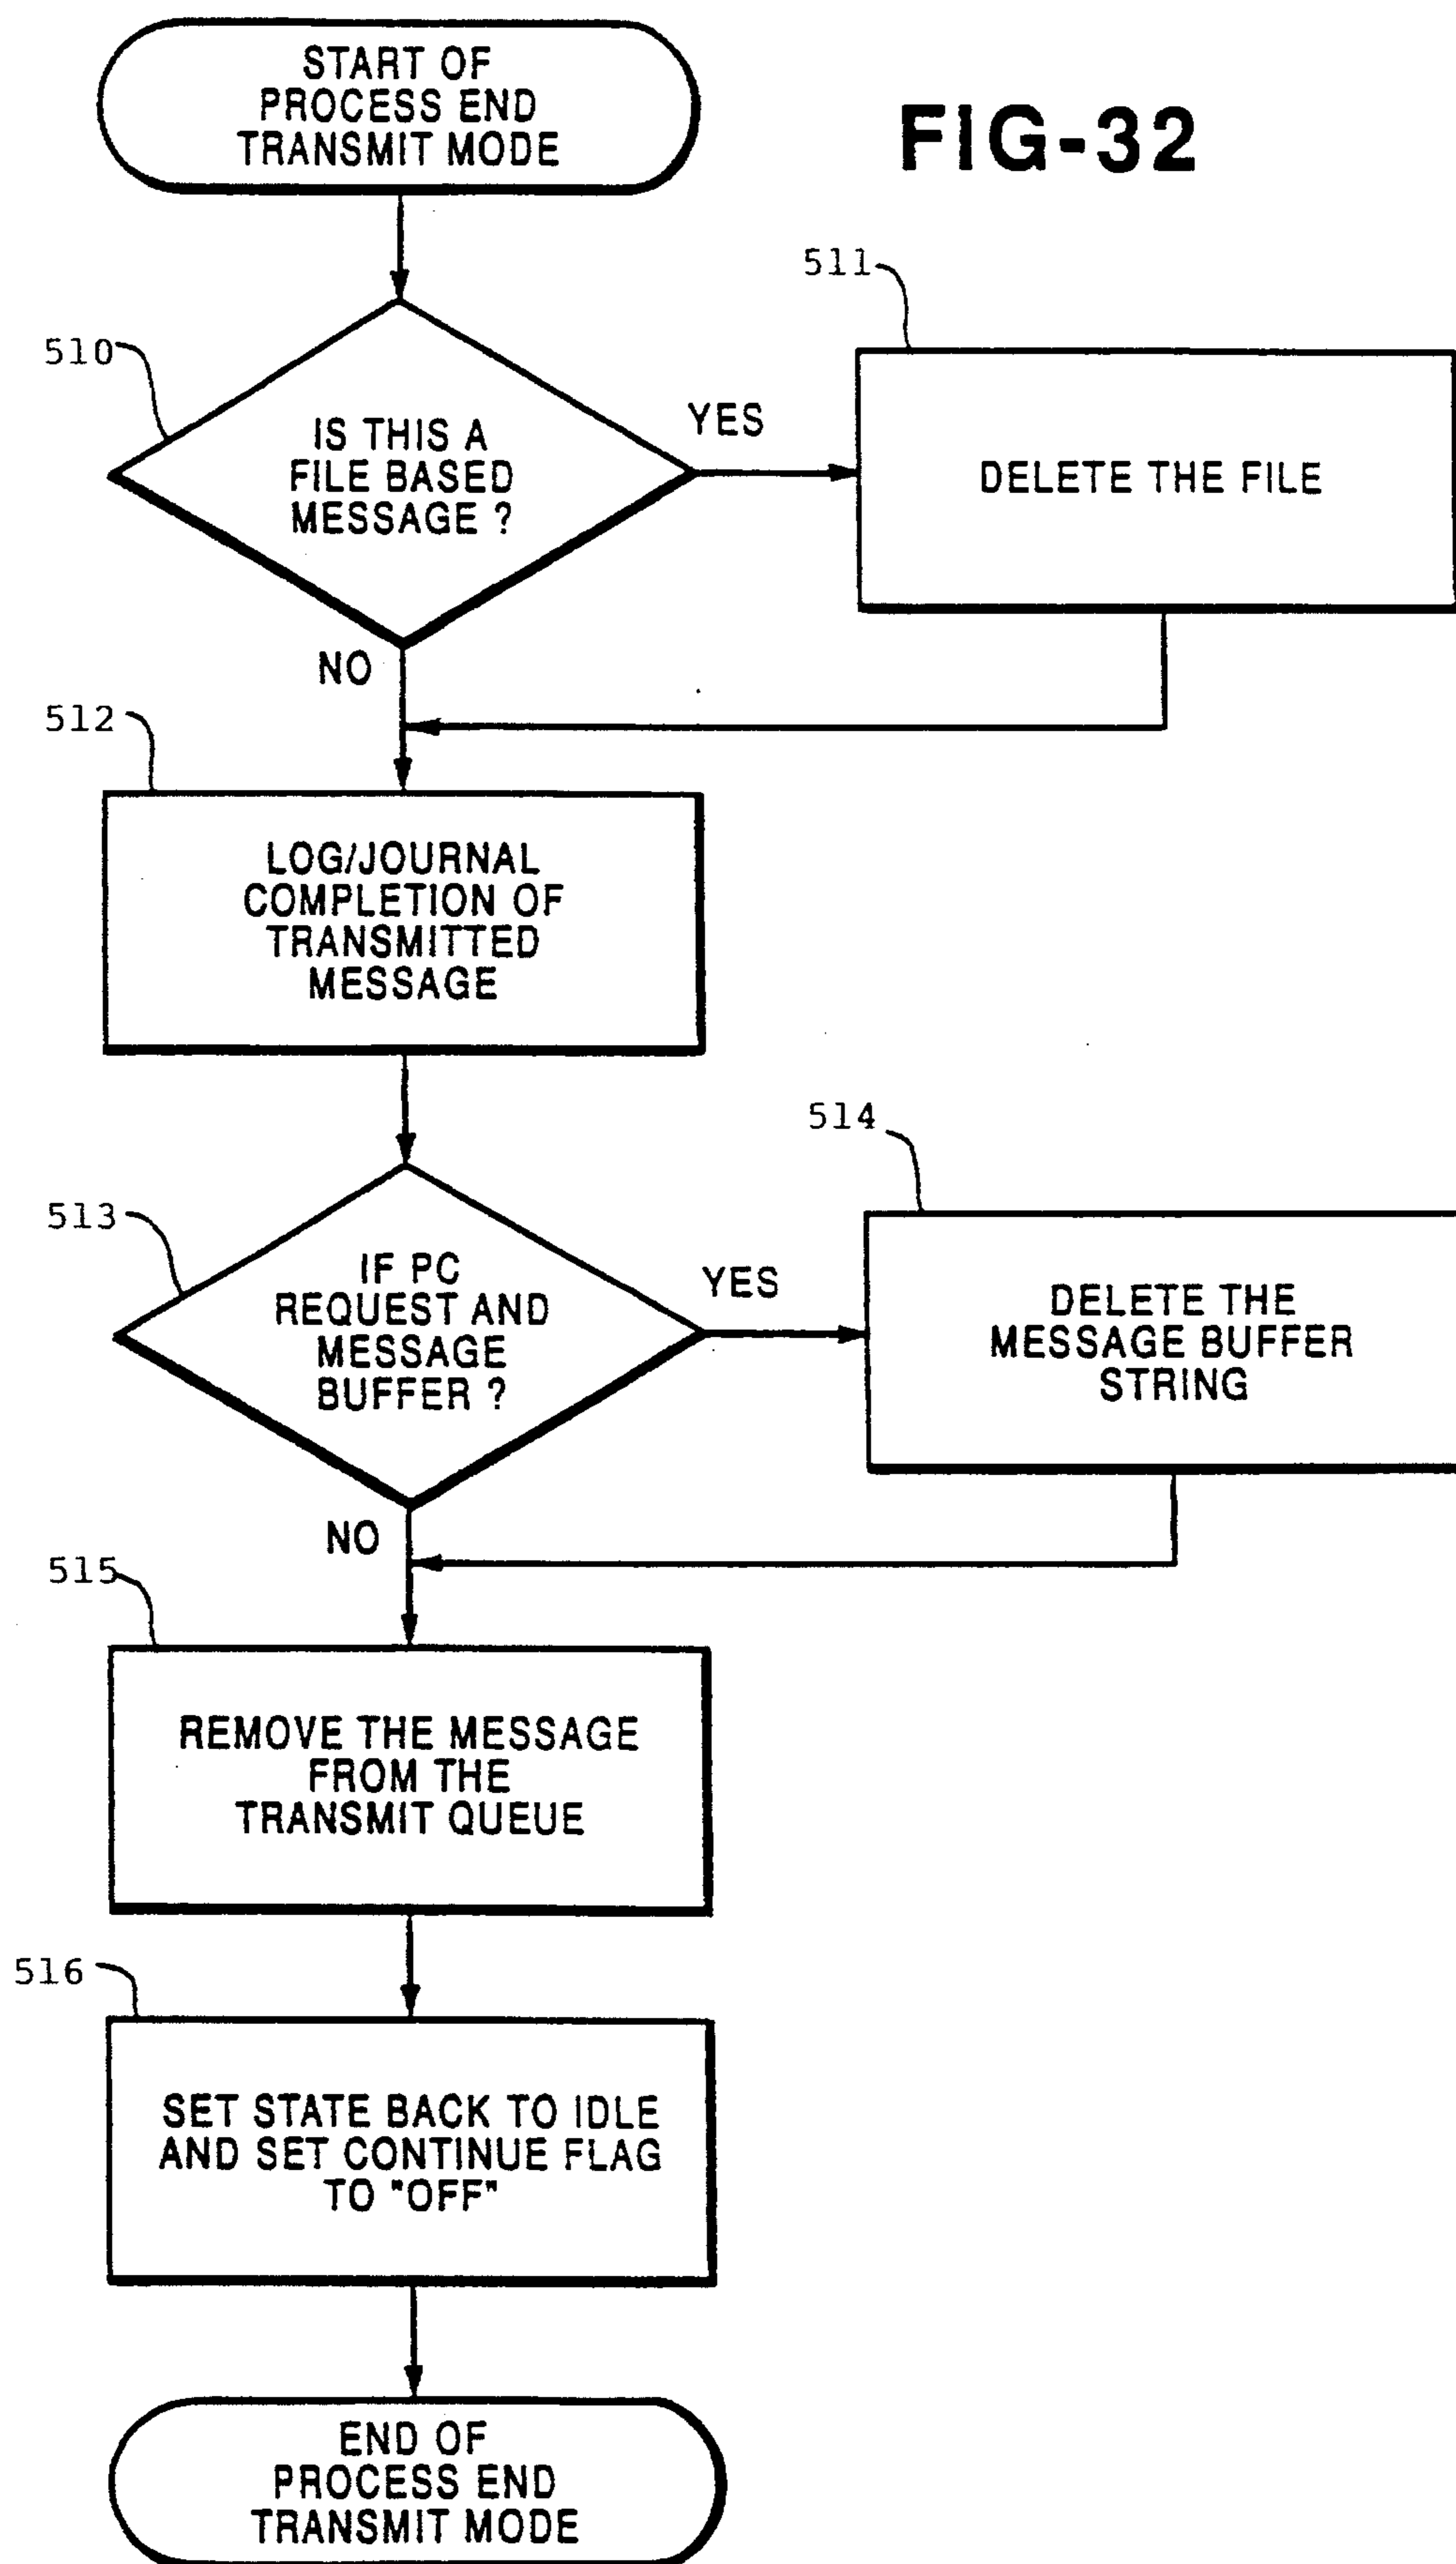 START OF
PROCESS END
TRANSMIT MODE
FIG-32
511
510
IS THIS A
FILE BASED
MESSAGE ?
YES
DELETE THE FILE
NO
512
LOG/JOURNAL
COMPLETION OF
TRANSMITTED
MESSAGE
514
513
IF PC
REQUEST AND
MESSAGE
BUFFER ?
YES
DELETE THE
MESSAGE BUFFER
STRING
NO
515
REMOVE THE MESSAGE
FROM THE
TRANSMIT QUEUE
516
SET STATE BACK TO IDLE
AND SET CONTINUE FLAG
TO "OFF"
END OF
PROCESS END
TRANSMIT MODE